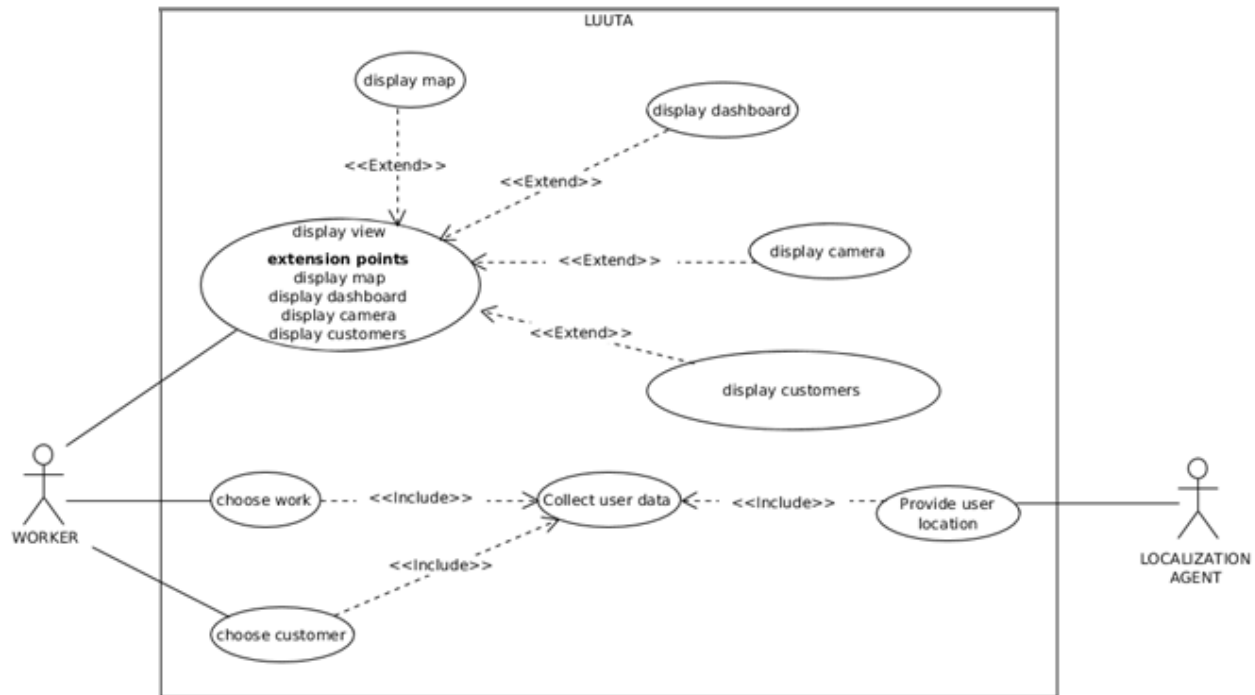 LUUTA
display map
display dashboard
<<Extend>>
<<Extend>>
display view
extension points
display map
display dashboard
display camera
display customers
<<Extend>>
display camera
<<Extend>>
display customers
choose work
<<Include>>
Collect user data
<<Include>>
Provide user
location
WORKER
LOCALIZATION
AGENT
<<Include>>
choose customer